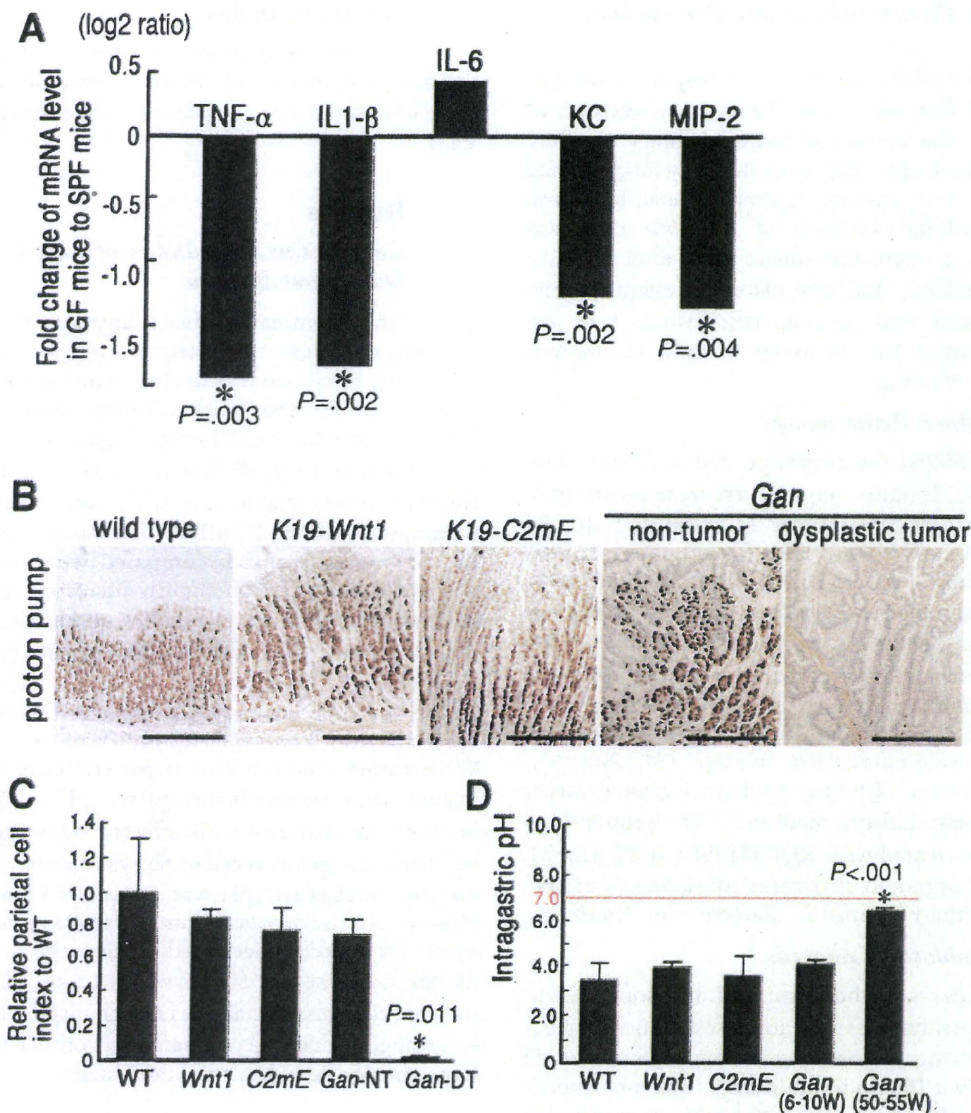 A (log2 ratio)
Fold change of mRNA level
in GF mice to SPF mice
0.5
0
-0.5
-1.0
-1.5
TNF-α
IL1-β
IL-6
KC
MIP-2
*
P=.003
*
P=.002
*
P=.002
*
P=.004
B
Gan
wild type
K19-Wnt1
K19-C2mE
non-tumor
dysplastic tumor
proton pump
C
Relative parietal cell
index to WT
1.4
1.2
1.0
0.8
0.6
0.4
0.2
0
P=.011
*
WT
Wnt1
C2mE
Gan-NT
Gan-DT
D
Intragastric pH
10.0
8.0
7.0
6.0
4.0
2.0
0
P<.001
*
WT
Wnt1
C2mE
Gan
(6-10W)
Gan
(50-55W)